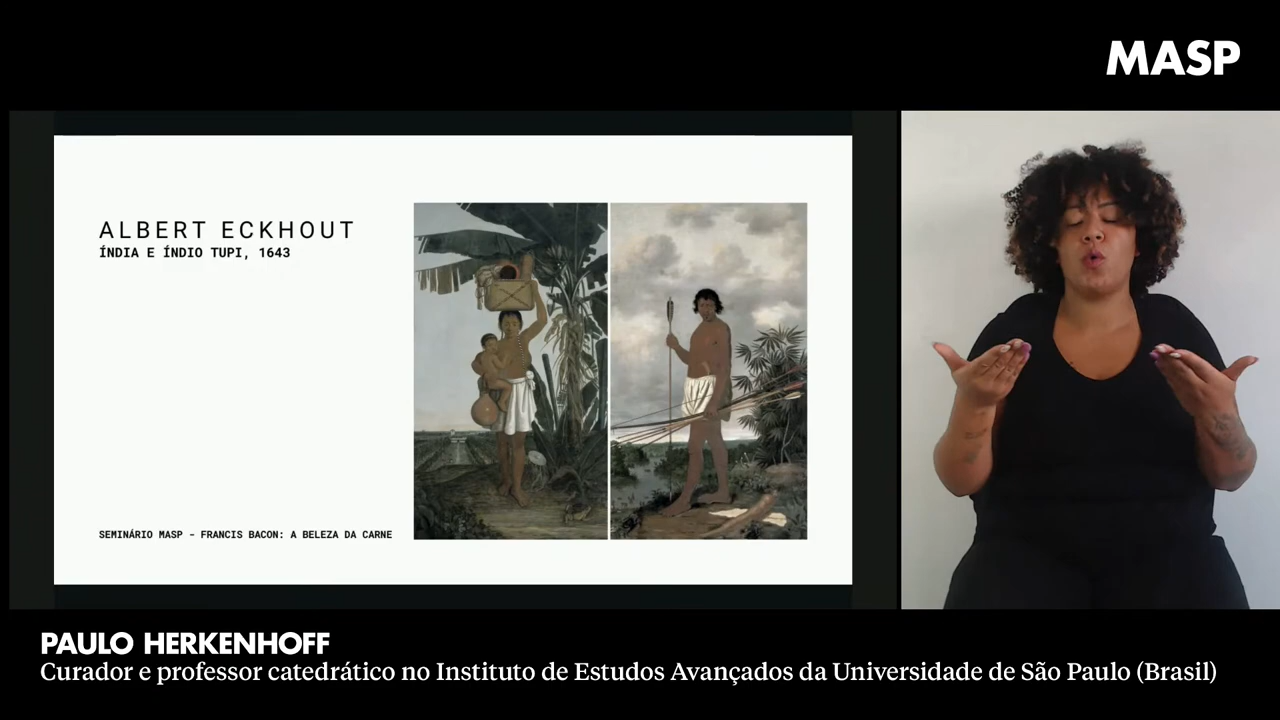 MASP
ALBERT ECKHOUT
ÍNDIA E ÍNDIO TUPI, 1643
SEMINÁRIO MASP - FRANCIS BACON: A BELEZA DA CARNE
PAULO HERKENHOFF
Curador e professor catedrático no Instituto de Estudos Avançados da Universidade de São Paulo (Brasil)